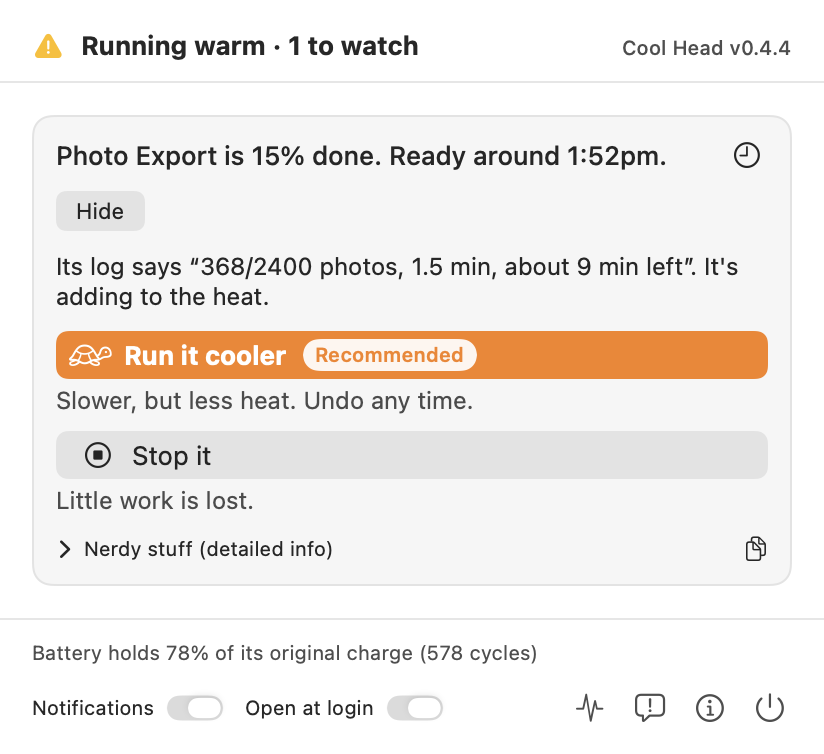 Running warm · 1 to watch
Cool Head v0.4.4
Photo Export is 15% done. Ready around 1:52pm.
Hide
Its log says “368/2400 photos, 1.5 min, about 9 min left”. It's
adding to the heat.
Run it cooler
Recommended
Slower, but less heat. Undo any time.
Stop it
Little work is lost.
Nerdy stuff (detailed info)
Battery holds 78% of its original charge (578 cycles)
Notifications
Open at login